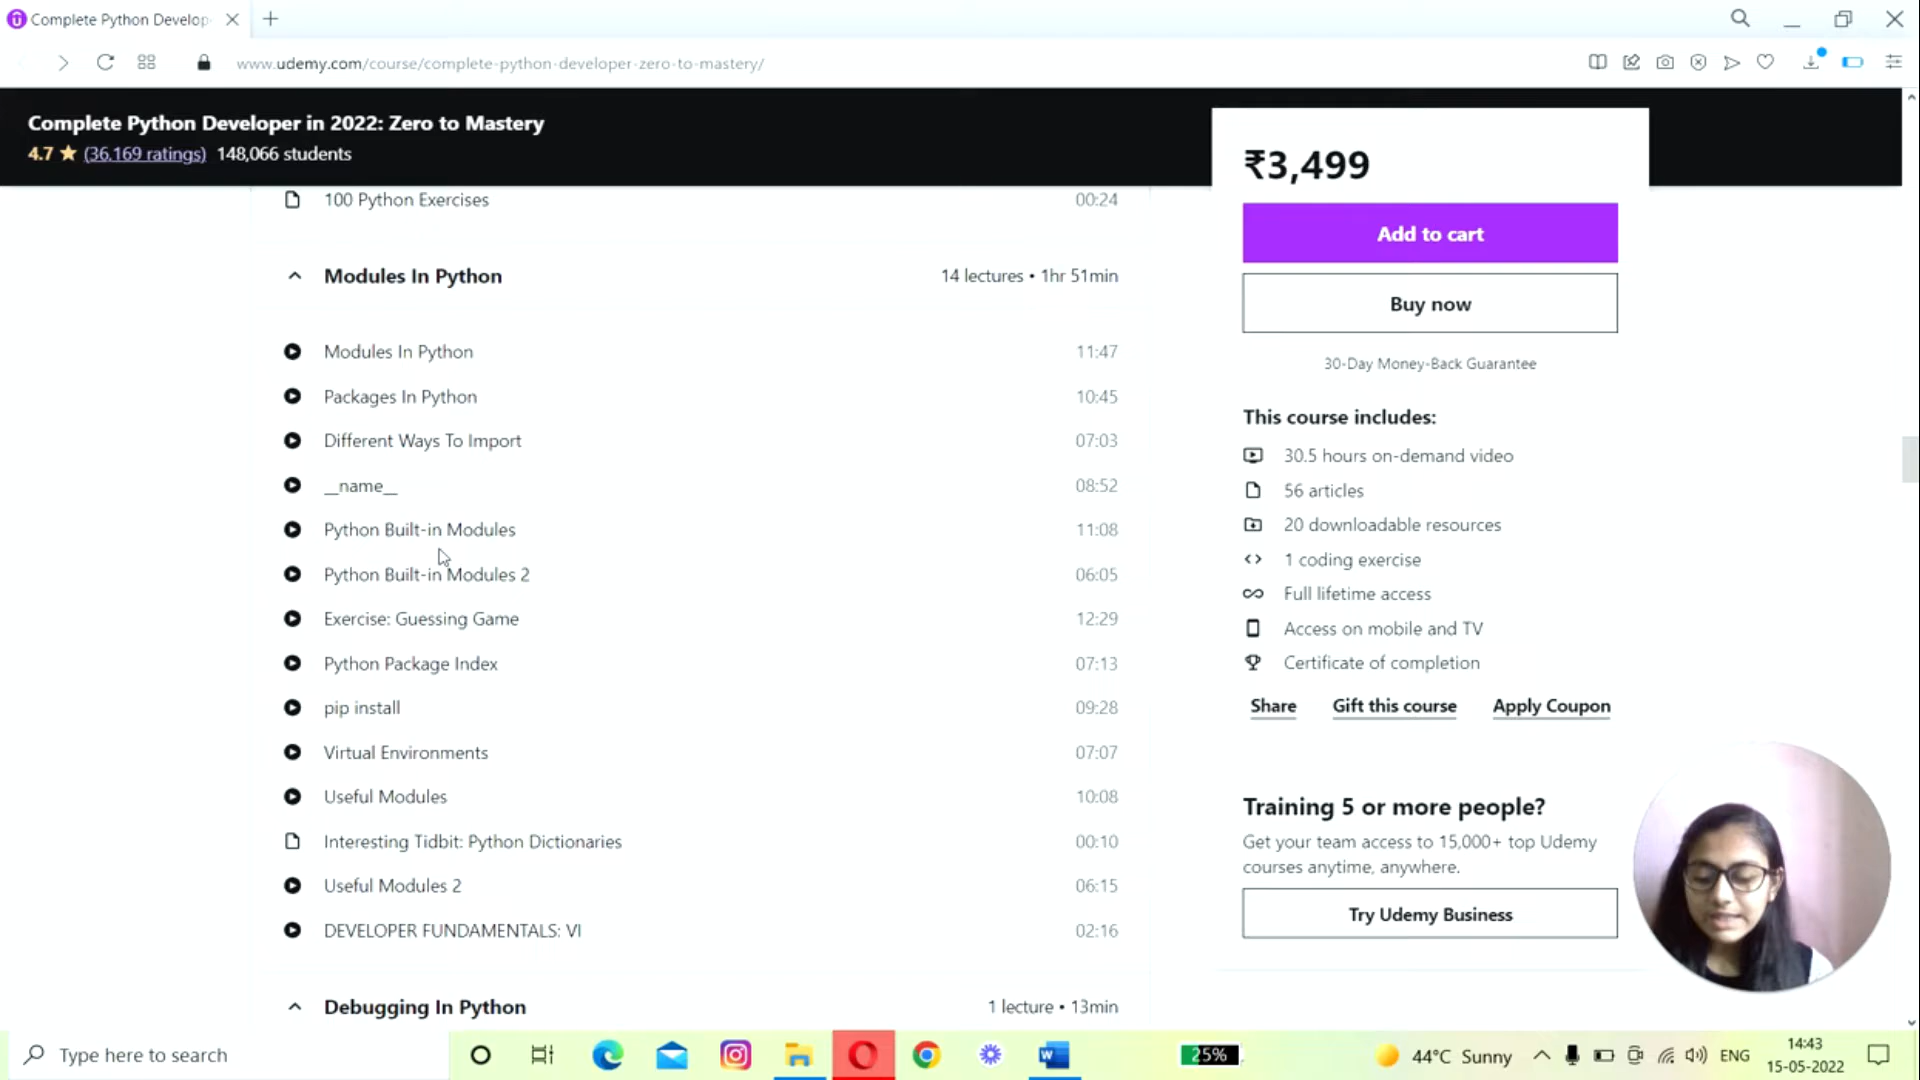 Complete Python Develop
www.udemy.com/course/complete-python-developer-zero-to-mastery/
Complete Python Developer in 2022: Zero to Mastery
4.7 ★ (36,169 ratings) 148,066 students
100 Python Exercises 00:24
Modules In Python 14 lectures • 1hr 51min
Modules In Python 11:47
Packages In Python 10:45
Different Ways To Import 07:03
__name__ 08:52
Python Built-in Modules 11:08
Python Built-in Modules 2 06:05
Exercise: Guessing Game 12:29
Python Package Index 07:13
pip install 09:28
Virtual Environments 07:07
Useful Modules 10:08
Interesting Tidbit: Python Dictionaries 00:10
Useful Modules 2 06:15
DEVELOPER FUNDAMENTALS: VI 02:16
Debugging In Python 1 lecture • 13min
₹3,499
Add to cart
Buy now
30-Day Money-Back Guarantee
This course includes:
30.5 hours on-demand video
56 articles
20 downloadable resources
1 coding exercise
Full lifetime access
Access on mobile and TV
Certificate of completion
Share Gift this course Apply Coupon
Training 5 or more people?
Get your team access to 15,000+ top Udemy
courses anytime, anywhere.
Try Udemy Business
Type here to search
25%
44°C Sunny
ENG
14:43
15-05-2022